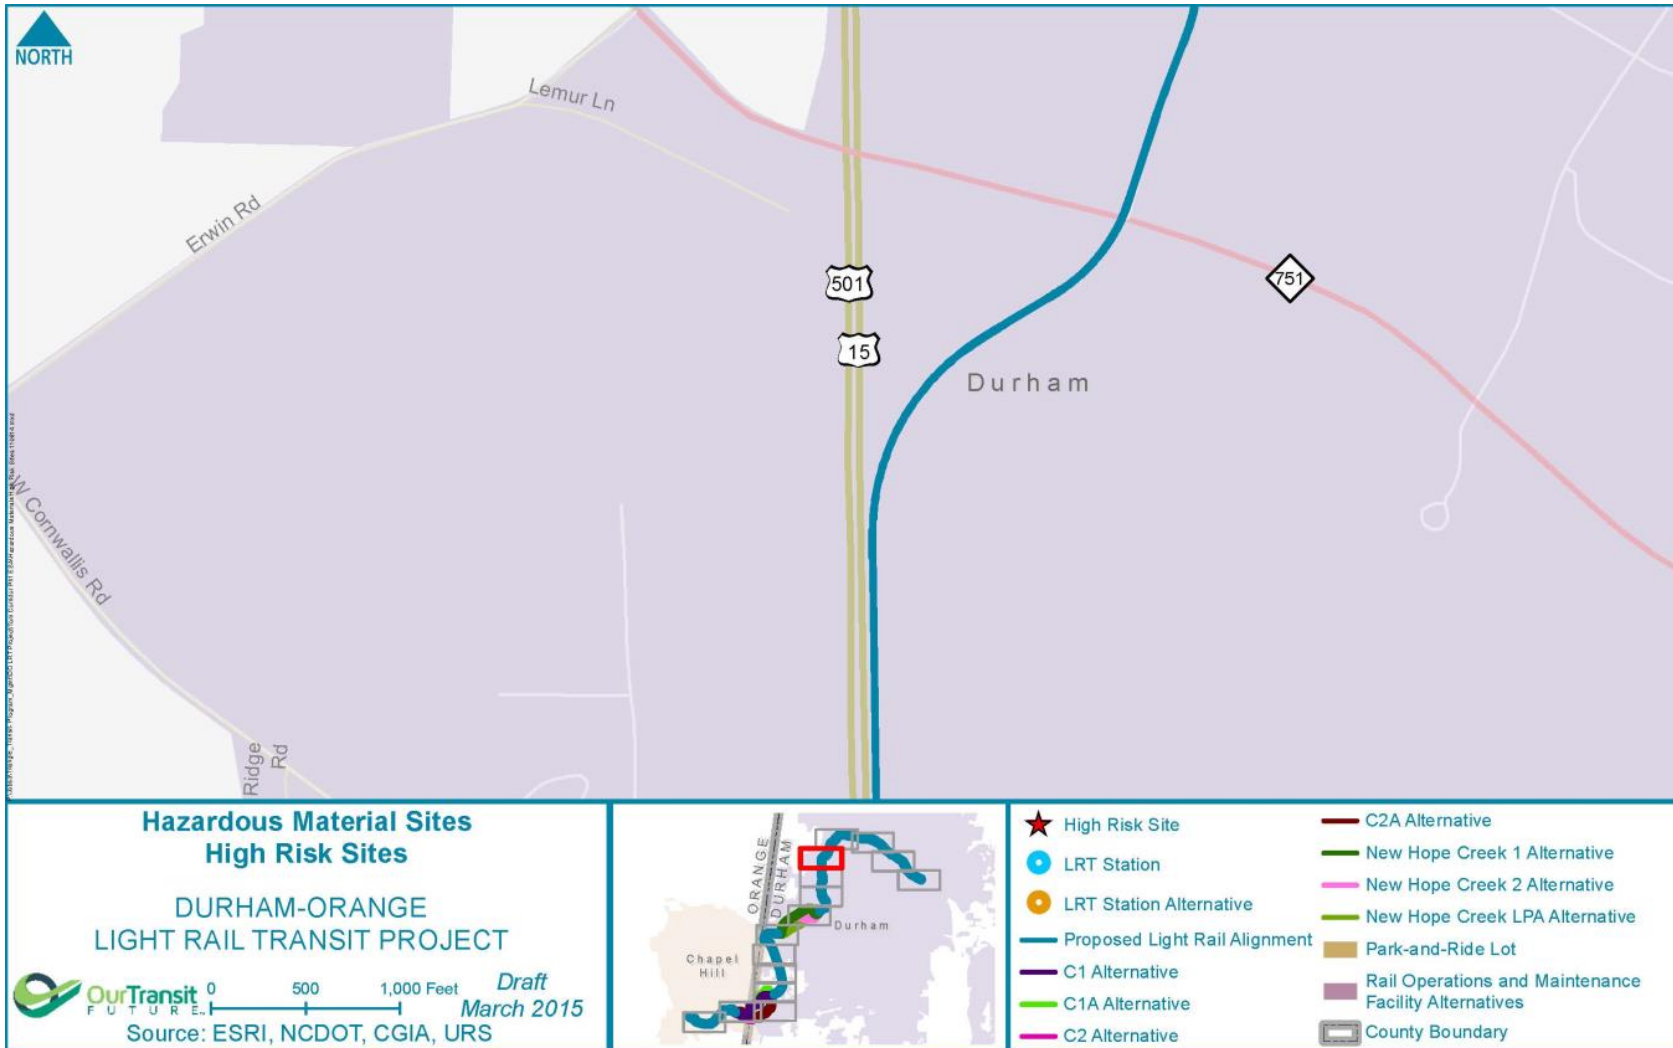 NORTH
Lemur Ln
Erwin Rd
501
15
751
Durham
W Cornwallis Rd
Ridge
Rd
Hazardous Material Sites
High Risk Sites
DURHAM-ORANGE
LIGHT RAIL TRANSIT PROJECT
OurTransit
FUTURE
0 500 1,000 Feet
Draft
March 2015
Source: ESRI, NCDOT, CGIA, URS
ORANGE
DURHAM
Durham
Chapel
Hill
High Risk Site
LRT Station
LRT Station Alternative
Proposed Light Rail Alignment
C1 Alternative
C1A Alternative
C2 Alternative
C2A Alternative
New Hope Creek 1 Alternative
New Hope Creek 2 Alternative
New Hope Creek LPA Alternative
Park-and-Ride Lot
Rail Operations and Maintenance
Facility Alternatives
County Boundary